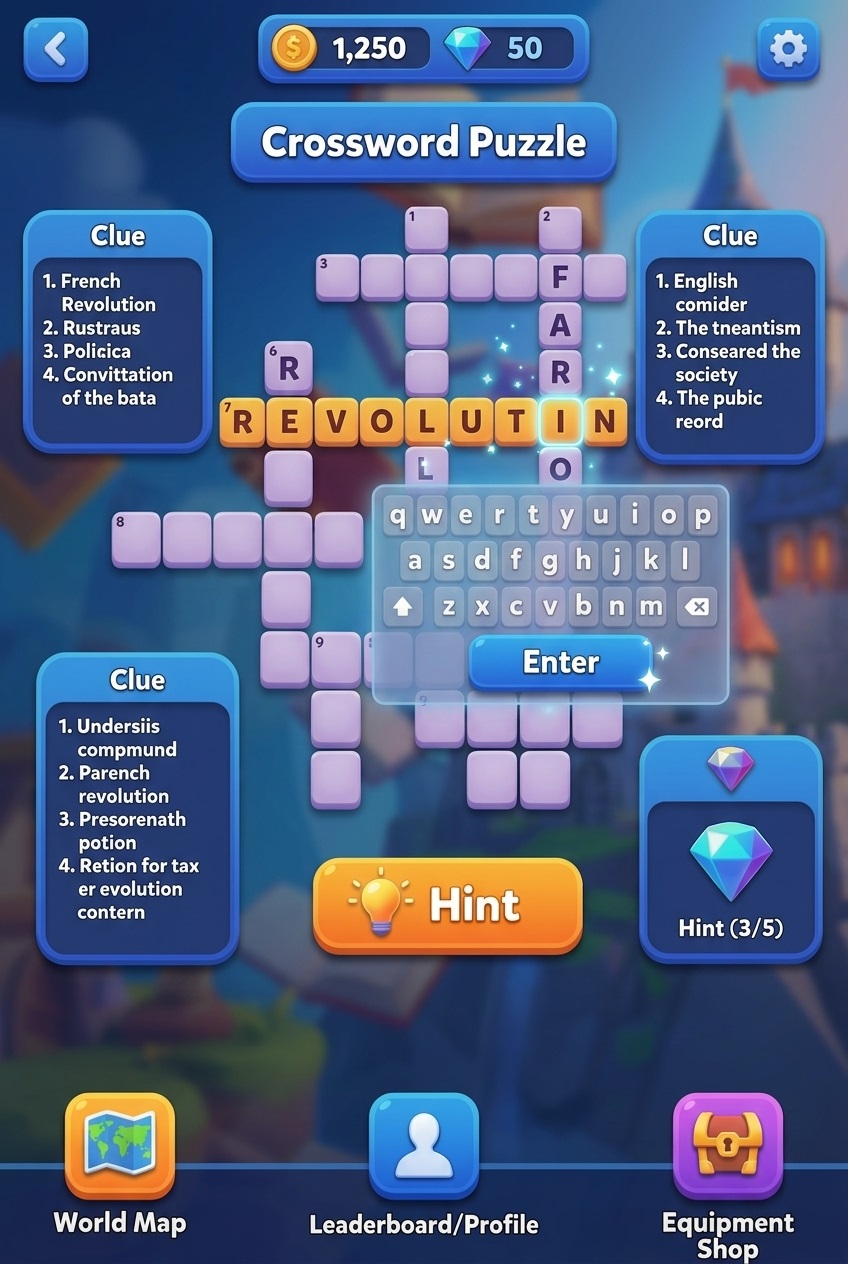 1,250
50
Crossword Puzzle
Clue
1. French
Revolution
2. Rustraus
3. Policica
4. Convittation
of the bata
Clue
1. English
comider
2. The tneantism
3. Conseared the
society
4. The pubic
reord
1
2
3
F
A
R
6
R
7
R E V O L U T I N
L
O
8
q w e r t y u i o p
a s d f g h j k l
z x c v b n m
Enter
9
9
Clue
1. Undersiis
compmund
2. Parench
revolution
3. Presorenath
potion
4. Retion for tax
er evolution
contern
Hint
Hint (3/5)
World Map
Leaderboard/Profile
Equipment
Shop